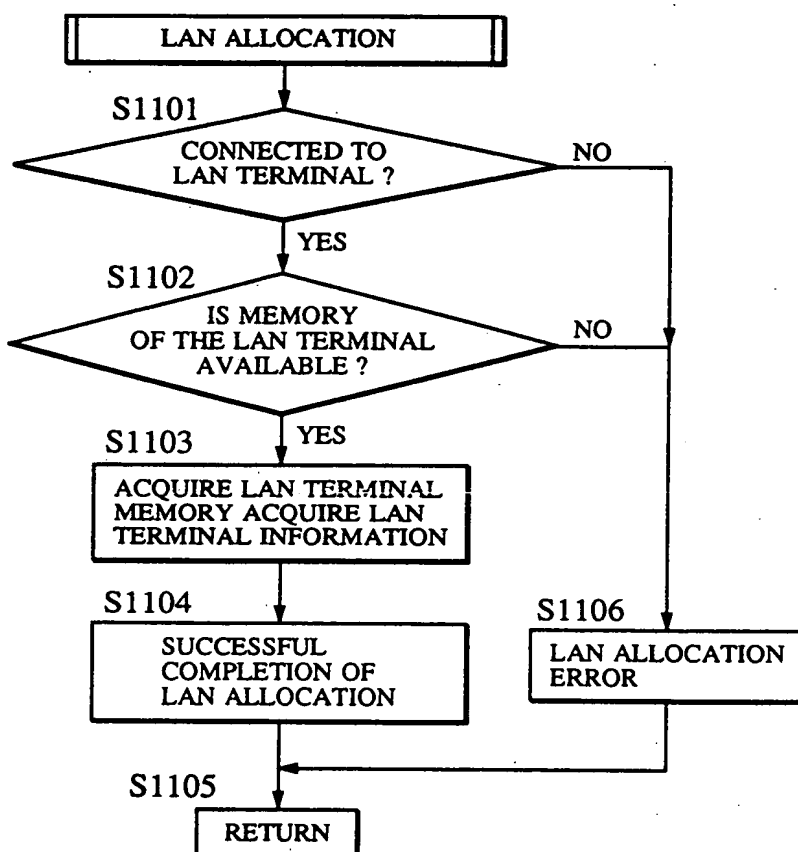 LAN ALLOCATION
S1101
CONNECTED TO
LAN TERMINAL ?
NO
YES
S1102
IS MEMORY
OF THE LAN TERMINAL
AVAILABLE ?
NO
YES
S1103
ACQUIRE LAN TERMINAL
MEMORY ACQUIRE LAN
TERMINAL INFORMATION
S1104
SUCCESSFUL
COMPLETION OF
LAN ALLOCATION
S1106
LAN ALLOCATION
ERROR
S1105
RETURN